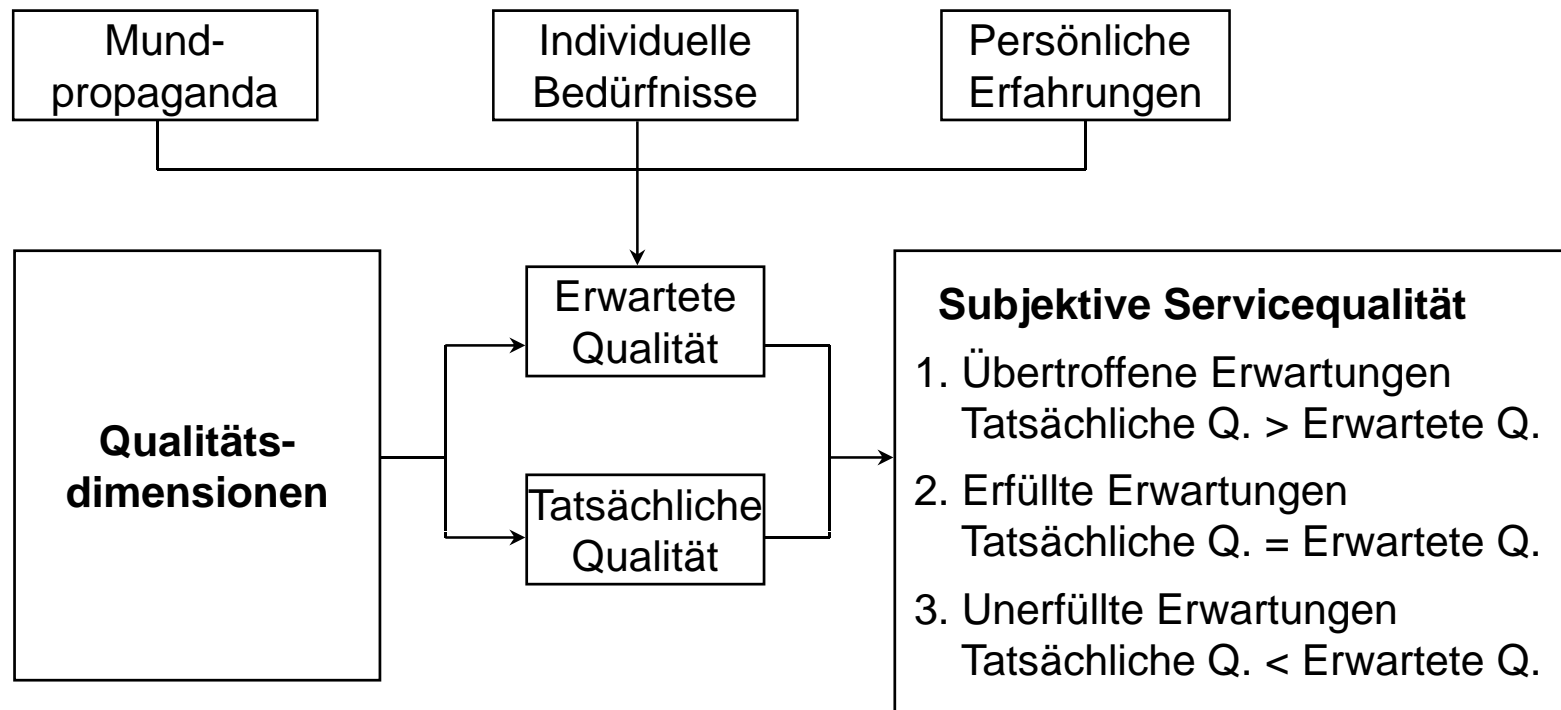 Mund-
propaganda
Individuelle
Bedürfnisse
Persönliche
Erfahrungen
Qualitäts-
dimensionen
Erwartete
Qualität
Tatsächliche
Qualität
Subjektive Servicequalität
1. Übertroffene Erwartungen
Tatsächliche Q. > Erwartete Q.
2. Erfüllte Erwartungen
Tatsächliche Q. = Erwartete Q.
3. Unerfüllte Erwartungen
Tatsächliche Q. < Erwartete Q.